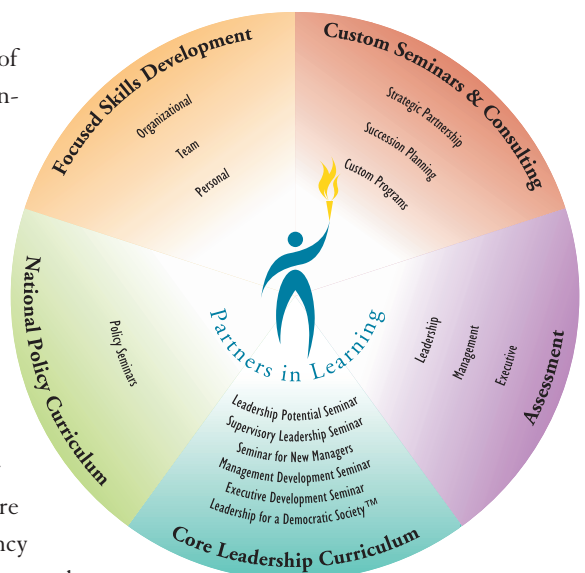 of
n-
Focused Skills Development
Organizational
Team
Personal
Custom Seminars & Consulting
Strategic Partnership
Succession Planning
Custom Programs
National Policy Curriculum
Policy Seminars
Partners in Learning
Leadership
Management
Executive
Assessment
Leadership Potential Seminar
Supervisory Leadership Seminar
Seminar for New Managers
Management Development Seminar
Executive Development Seminar
Leadership for a Democratic Society™
Core Leadership Curriculum
re
ncy